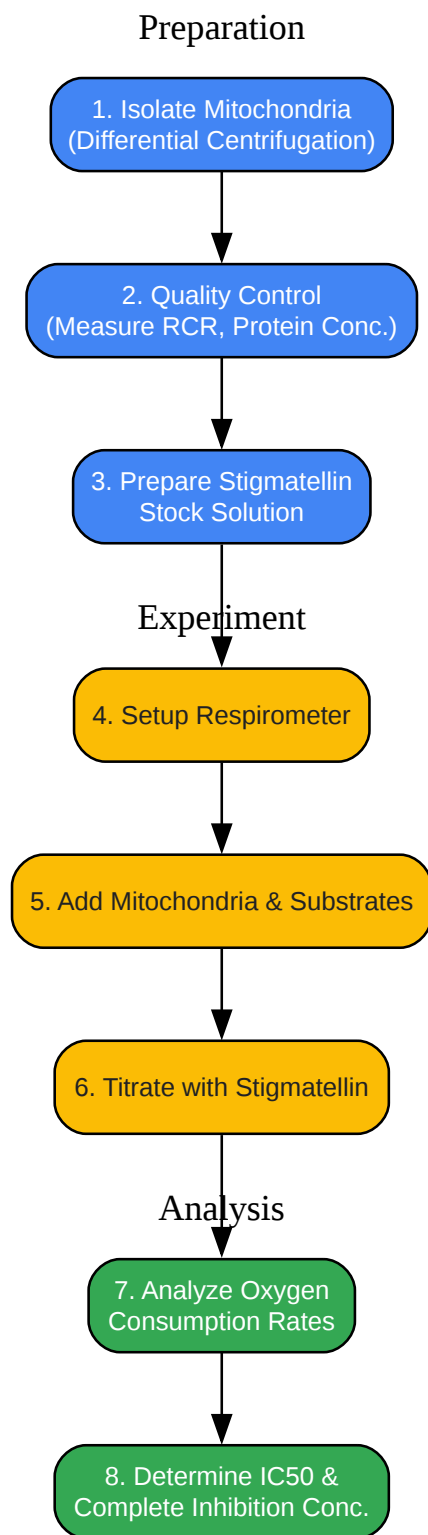 Preparation
1. Isolate Mitochondria
(Differential Centrifugation)
2. Quality Control
(Measure RCR, Protein Conc.)
3. Prepare Stigmatellin
Stock Solution
Experiment
4. Setup Respirometer
5. Add Mitochondria & Substrates
6. Titrate with Stigmatellin
Analysis
7. Analyze Oxygen
Consumption Rates
8. Determine IC50 &
Complete Inhibition Conc.